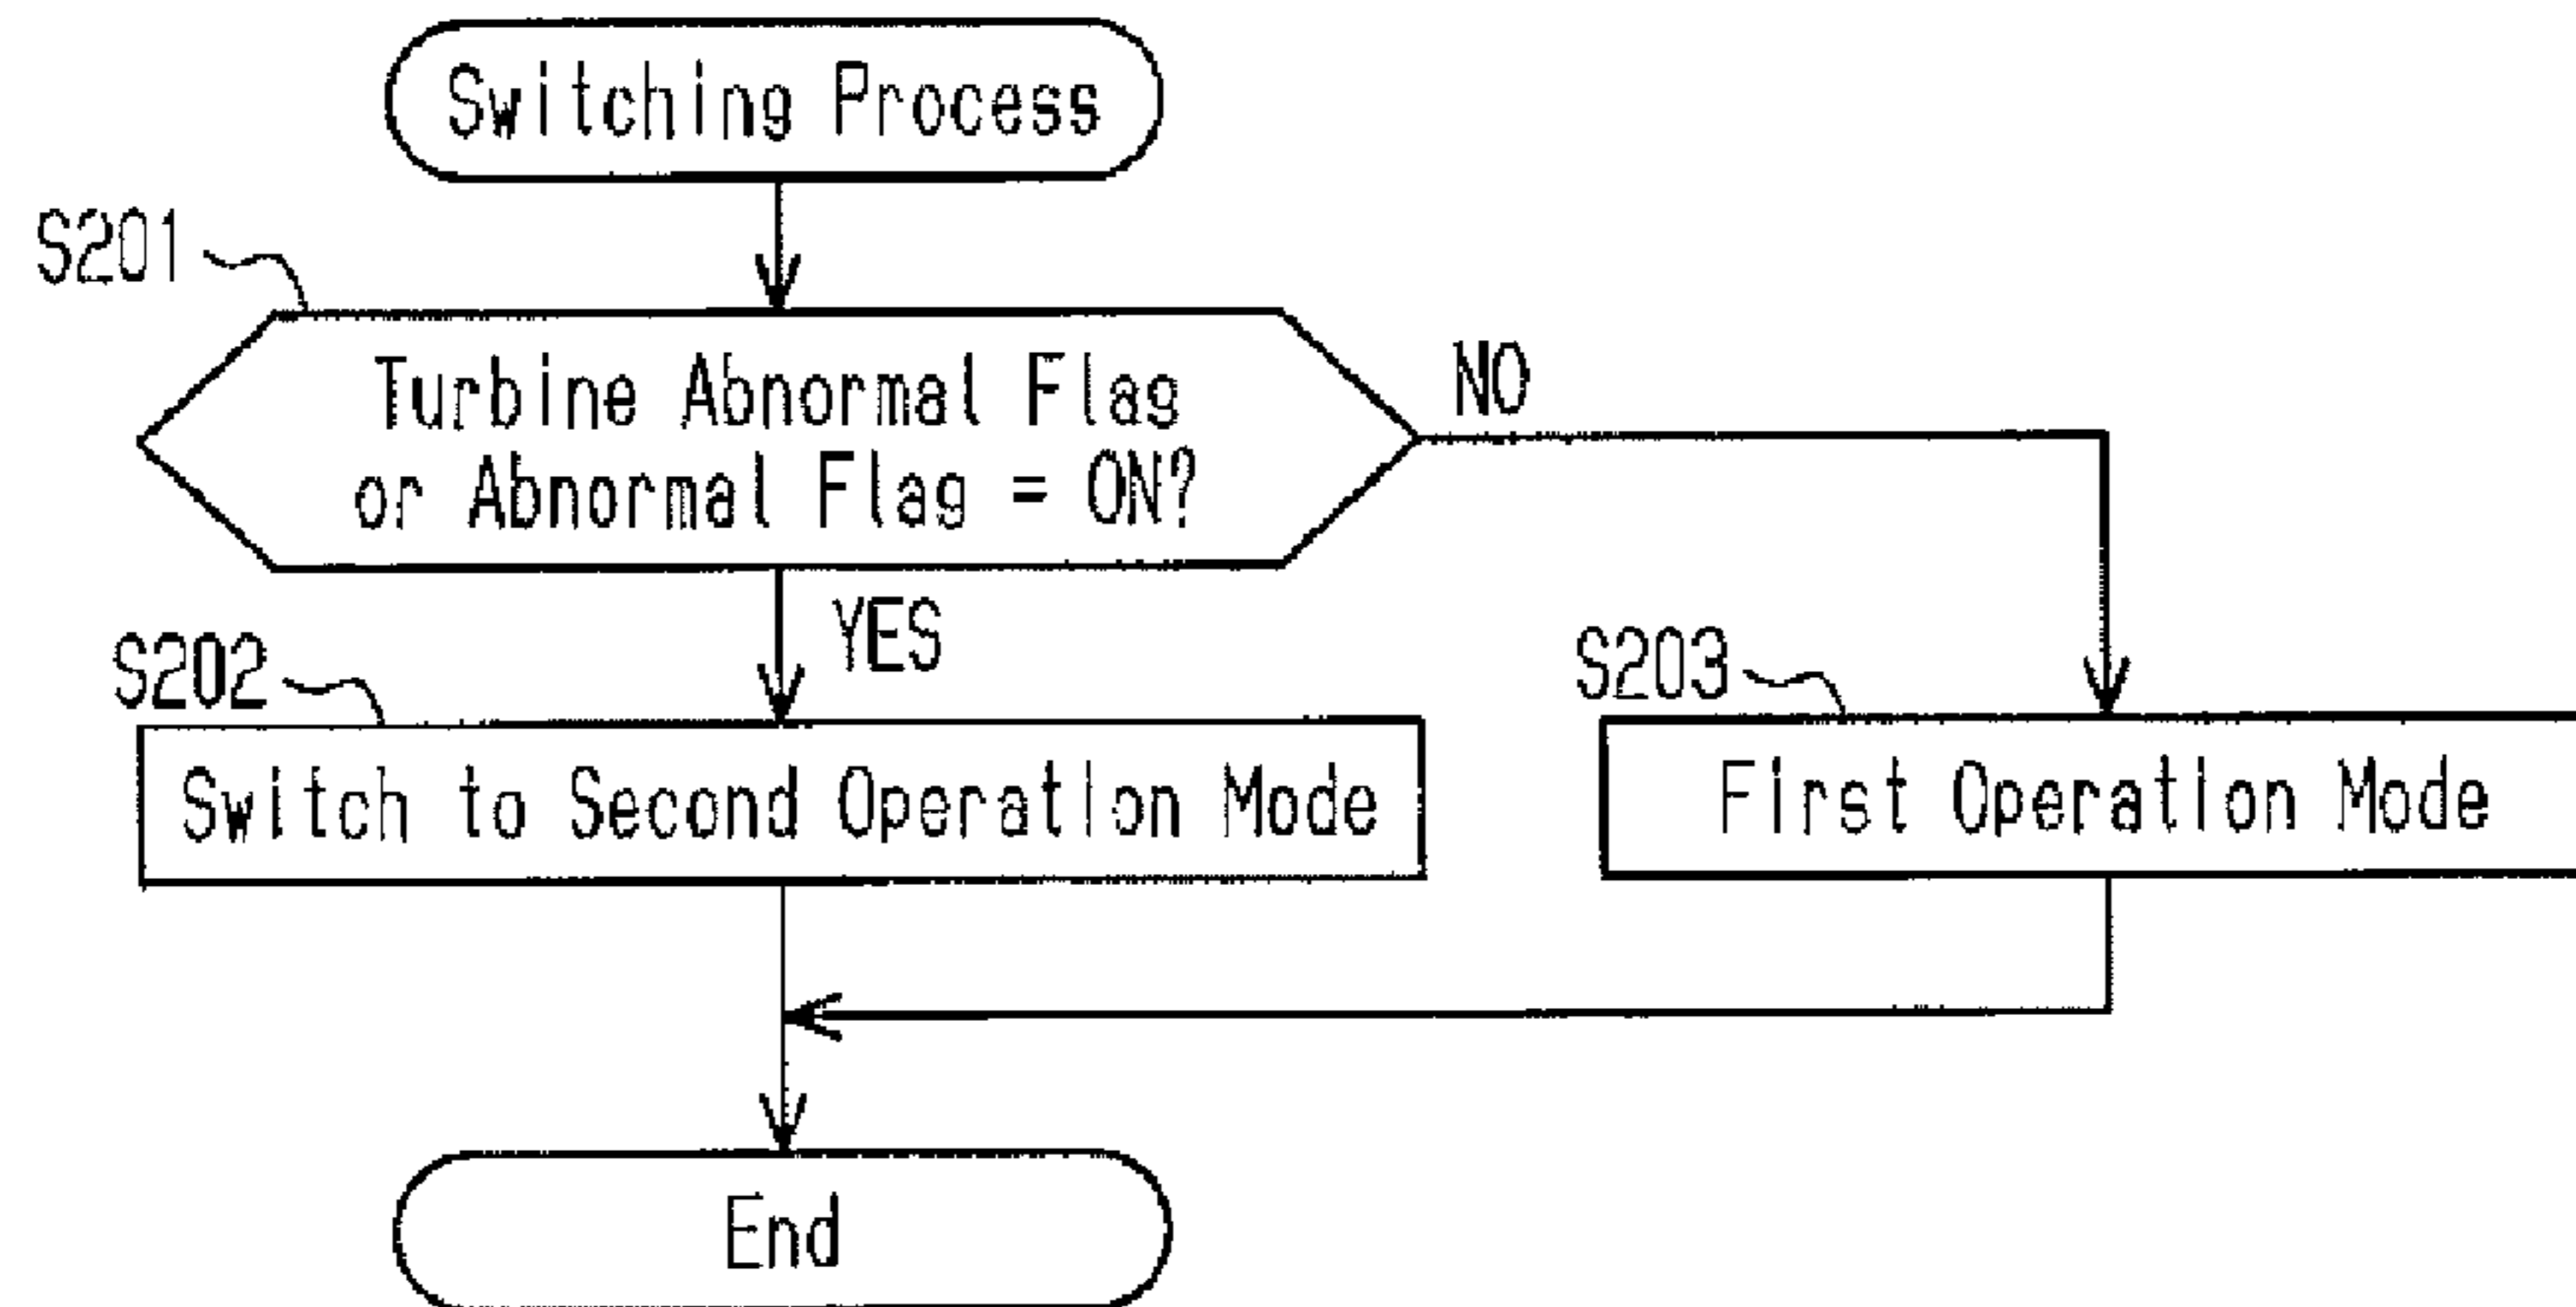 Switching Process
S201
Turbine Abnormal Flag
or Abnormal Flag = ON?
NO
YES
S202
S203
Switch to Second Operation Mode
First Operation Mode
End